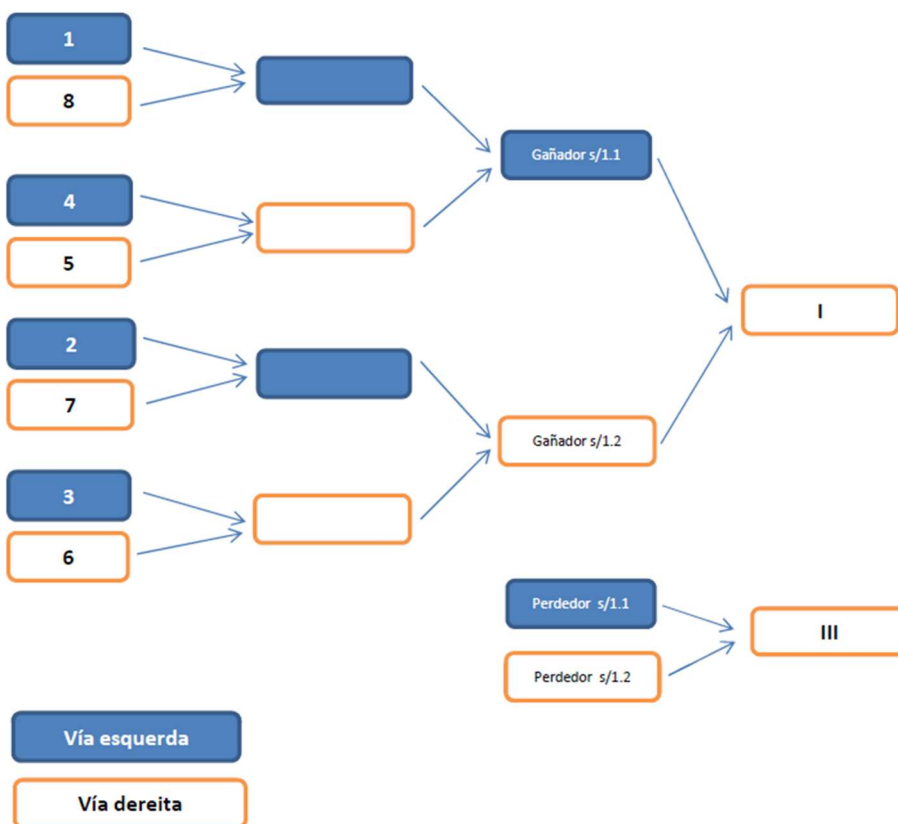 1
8
4
5
2
7
3
6
Gañador s/1.1
Gañador s/1.2
I
Perdedor s/1.1
Perdedor s/1.2
III
Vía esquerda
Vía dereita